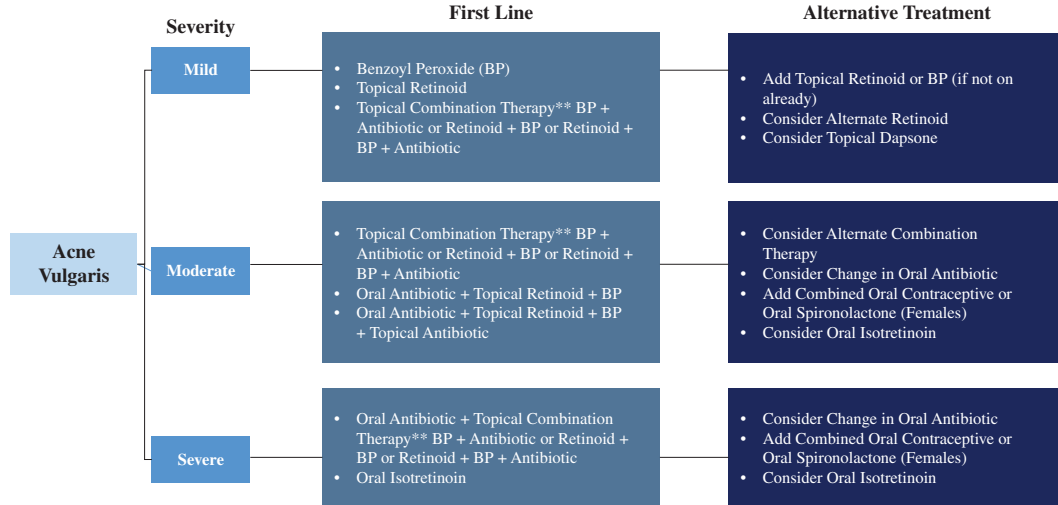 First Line
Alternative Treatment
Severity
Mild
• Benzoyl Peroxide (BP)
• Topical Retinoid
• Topical Combination Therapy** BP +
Antibiotic or Retinoid + BP or Retinoid +
BP + Antibiotic
• Add Topical Retinoid or BP (if not on
already)
• Consider Alternate Retinoid
• Consider Topical Dapsone
Acne
Vulgaris
Moderate
• Topical Combination Therapy** BP +
Antibiotic or Retinoid + BP or Retinoid +
BP + Antibiotic
• Oral Antibiotic + Topical Retinoid + BP
• Oral Antibiotic + Topical Retinoid + BP
+ Topical Antibiotic
• Consider Alternate Combination
Therapy
• Consider Change in Oral Antibiotic
• Add Combined Oral Contraceptive or
Oral Spironolactone (Females)
• Consider Oral Isotretinoin
Severe
• Oral Antibiotic + Topical Combination
Therapy** BP + Antibiotic or Retinoid +
BP or Retinoid + BP + Antibiotic
• Oral Isotretinoin
• Consider Change in Oral Antibiotic
• Add Combined Oral Contraceptive or
Oral Spironolactone (Females)
• Consider Oral Isotretinoin